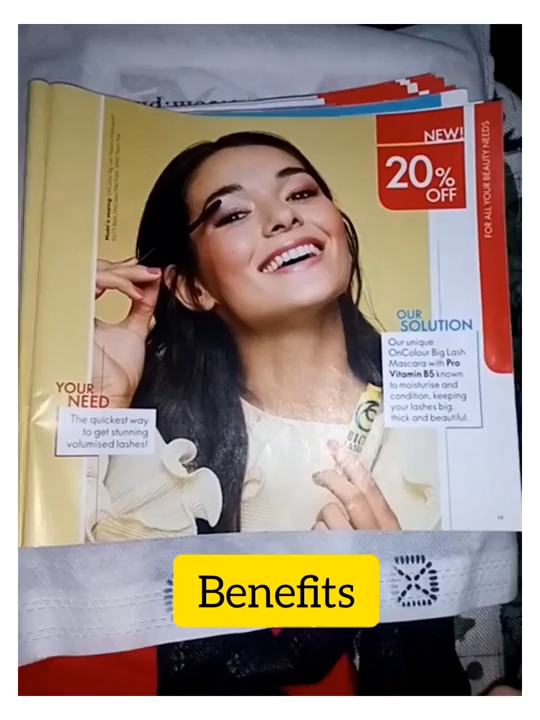 NEW!
20%
OFF
FOR ALL YOUR BEAUTY NEEDS
OUR
SOLUTION
Our unique
OnColour Big Lash
Mascara with Pro
Vitamin B5 known
to moisturise and
condition, keeping
your lashes big,
thick and beautiful.
YOUR
NEED
The quickest way
to get stunning
volumised lashes!
BIG
LASH
Benefits